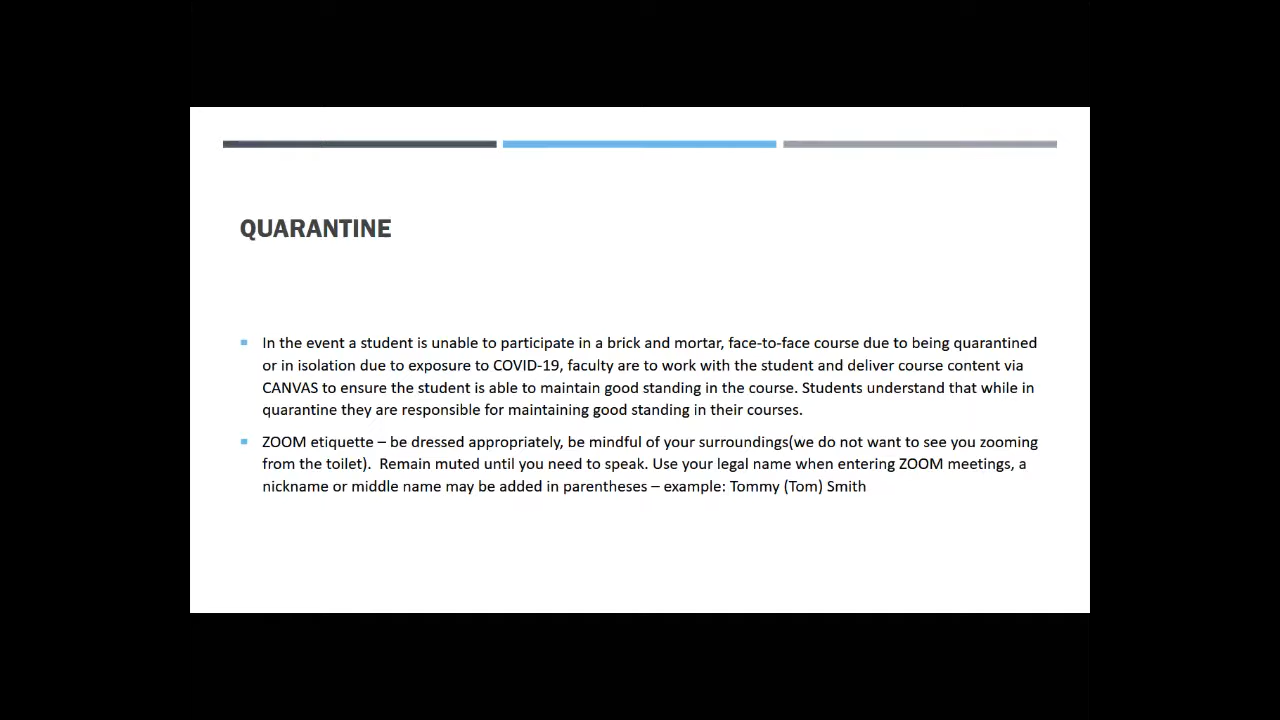 QUARANTINE
In the event a student is unable to participate in a brick and mortar, face-to-face course due to being quarantined
or in isolation due to exposure to COVID-19, faculty are to work with the student and deliver course content via
CANVAS to ensure the student is able to maintain good standing in the course. Students understand that while in
quarantine they are responsible for maintaining good standing in their courses.
ZOOM etiquette – be dressed appropriately, be mindful of your surroundings(we do not want to see you zooming
from the toilet).  Remain muted until you need to speak. Use your legal name when entering ZOOM meetings, a
nickname or middle name may be added in parentheses – example: Tommy (Tom) Smith